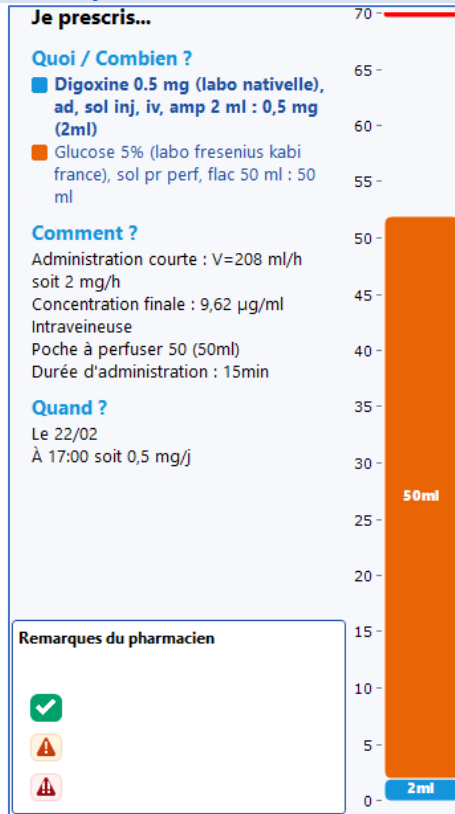 Je prescris...
Quoi / Combien ?
Digoxine 0.5 mg (labo nativelle),
ad, sol inj, iv, amp 2 ml : 0,5 mg
(2ml)
Glucose 5% (labo fresenius kabi
france), sol pr perf, flac 50 ml : 50
ml
Comment ?
Administration courte : V=208 ml/h
soit 2 mg/h
Concentration finale : 9,62 µg/ml
Intraveineuse
Poche à perfuser 50 (50ml)
Durée d'administration : 15min
Quand ?
Le 22/02
À 17:00 soit 0,5 mg/j
Remarques du pharmacien
70
65
60
55
50
45
40
35
30
25
20
15
10
5
0
50ml
2ml